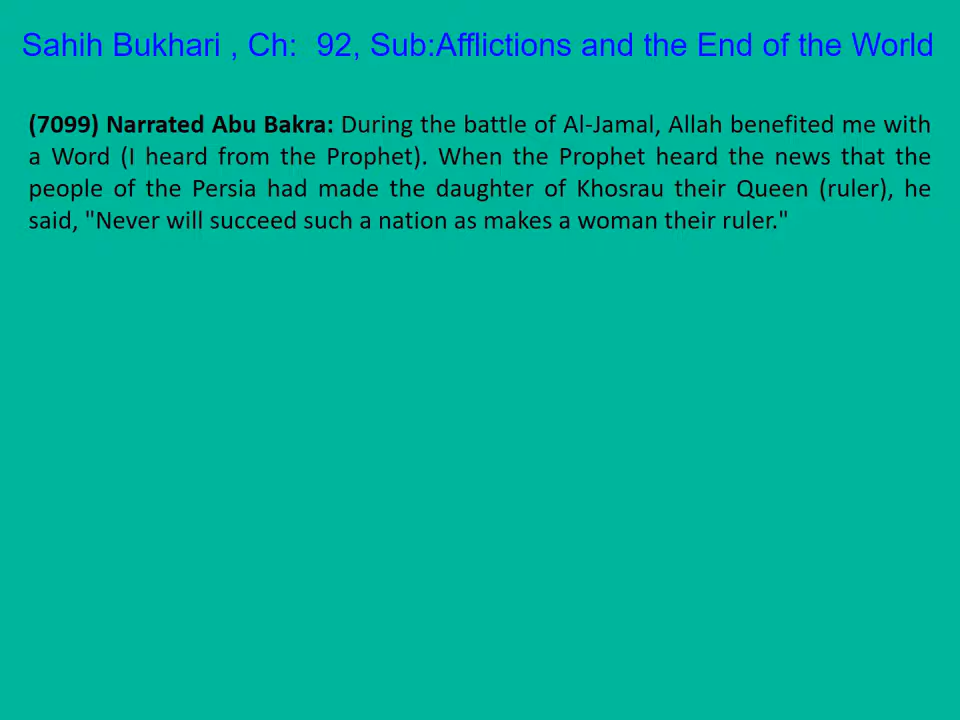 Sahih Bukhari , Ch:  92, Sub:Afflictions and the End of the World
(7099) Narrated Abu Bakra: During the battle of Al-Jamal, Allah benefited me with
a Word (I heard from the Prophet). When the Prophet heard the news that the
people of the Persia had made the daughter of Khosrau their Queen (ruler), he
said, "Never will succeed such a nation as makes a woman their ruler."